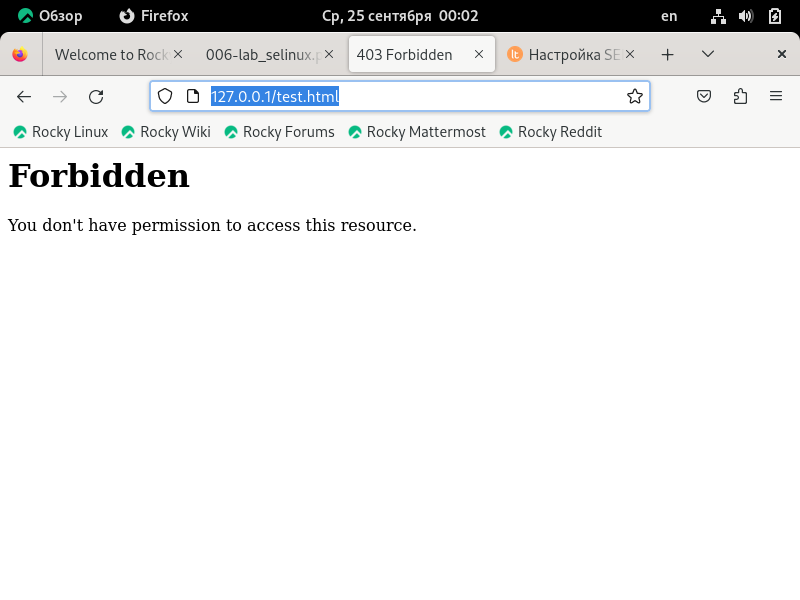 Обзор Firefox Ср, 25 сентября 00:02 en
Welcome to Rock 006-lab_selinux.p 403 Forbidden Настройка SE
127.0.0.1/test.html
Rocky Linux Rocky Wiki Rocky Forums Rocky Mattermost Rocky Reddit
Forbidden
You don't have permission to access this resource.